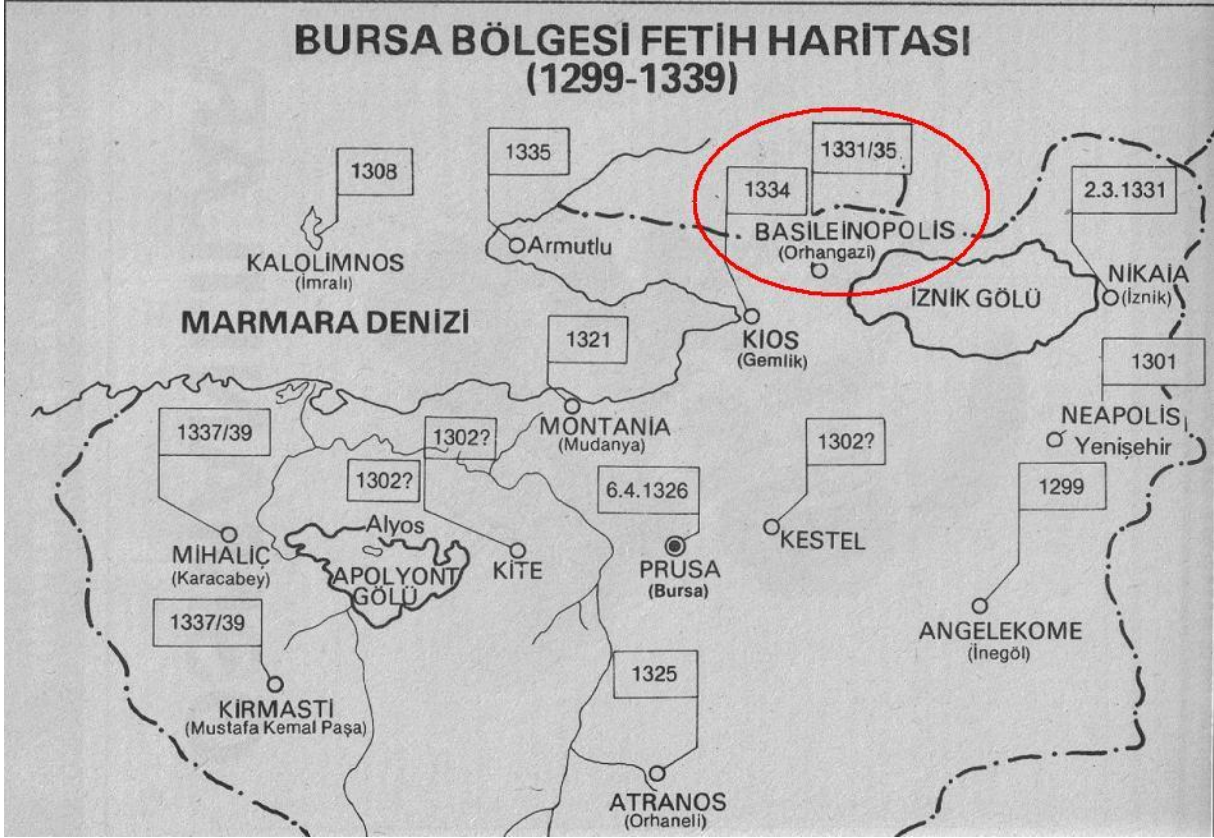 BURSA BÖLGESİ FETİH HARİTASI
(1299-1339)
1308
KALOLİMNOS
(İmralı)
1335
Armutlu
1334
1331/35
BASİLEİNOPOLİS
(Orhangazi)
2.3.1331
NİKAİA
(İznik)
İZNİK GÖLÜ
MARMARA DENİZİ
KİOS
(Gemlik)
1321
MONTANİA
(Mudanya)
1301
NEAPOLİS
Yenişehir
1337/39
MİHALİÇ
(Karacabey)
1302?
KİTE
1302?
Alyos
APOLYONT
GÖLÜ
6.4.1326
PRUSA
(Bursa)
1302?
KESTEL
1299
ANGELEKOME
(İnegöl)
1337/39
KİRMASTİ
(Mustafa Kemal Paşa)
1325
ATRANOS
(Orhaneli)